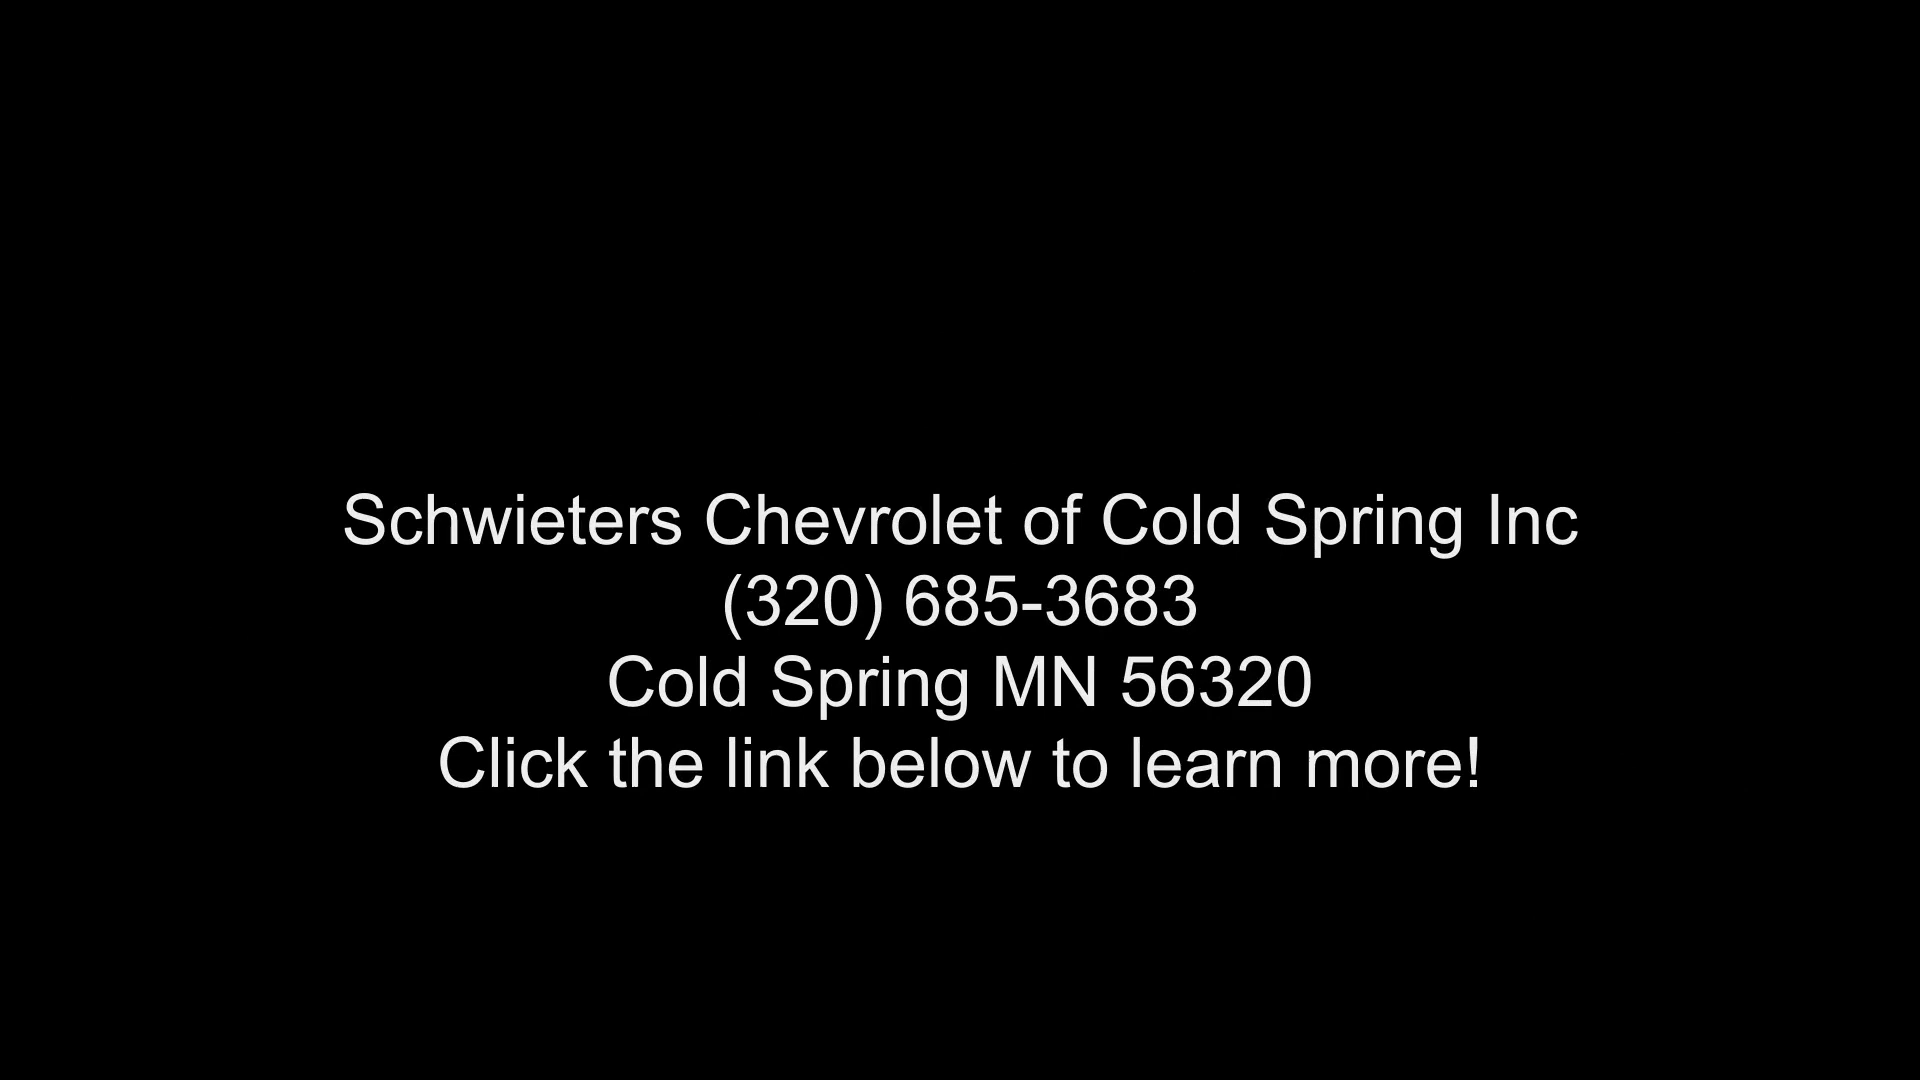 Schwieters Chevrolet of Cold Spring Inc
(320) 685-3683
Cold Spring MN 56320
Click the link below to learn more!